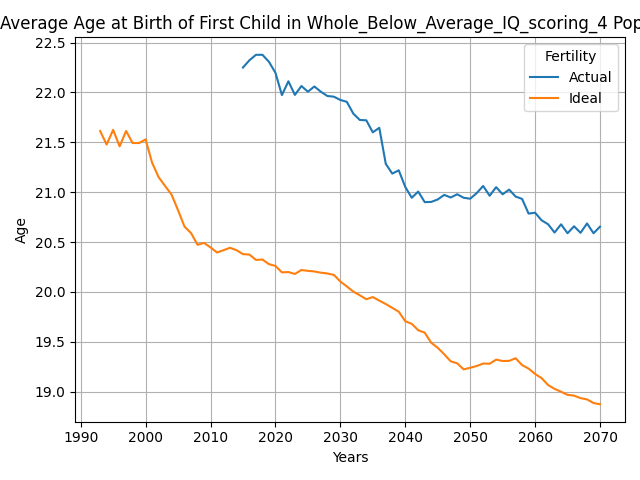 Average Age at Birth of First Child in Whole_Below_Average_IQ_scoring_4 Pop
22.5
22.0
21.5
21.0
20.5
20.0
19.5
19.0
Age
Fertility
Actual
Ideal
1990 2000 2010 2020 2030 2040 2050 2060 2070
Years